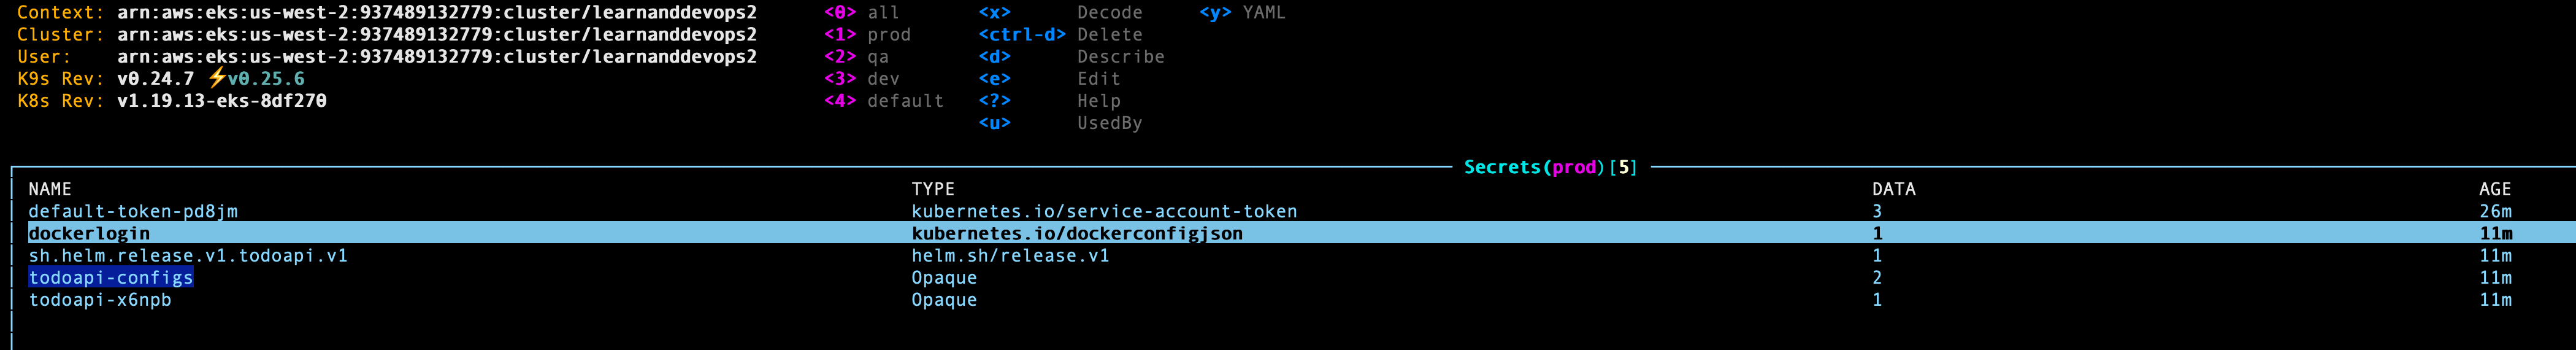 Context: arn:aws:eks:us-west-2:937489132779:cluster/learnanddevops2 <0> all <x> Decode <y> YAML
Cluster: arn:aws:eks:us-west-2:937489132779:cluster/learnanddevops2 <1> prod <ctrl-d> Delete
User: arn:aws:eks:us-west-2:937489132779:cluster/learnanddevops2 <2> qa <d> Describe
K9s Rev: v0.24.7 ⚡v0.25.6 <3> dev <e> Edit
K8s Rev: v1.19.13-eks-8df270 <4> default <?> Help
<u> UsedBy
Secrets(prod)[5]
NAME TYPE DATA AGE
default-token-pd8jm kubernetes.io/service-account-token 3 26m
dockerlogin kubernetes.io/dockerconfigjson 1 11m
sh.helm.release.v1.todoapi.v1 helm.sh/release.v1 1 11m
todoapi-configs Opaque 2 11m
todoapi-x6npb Opaque 1 11m